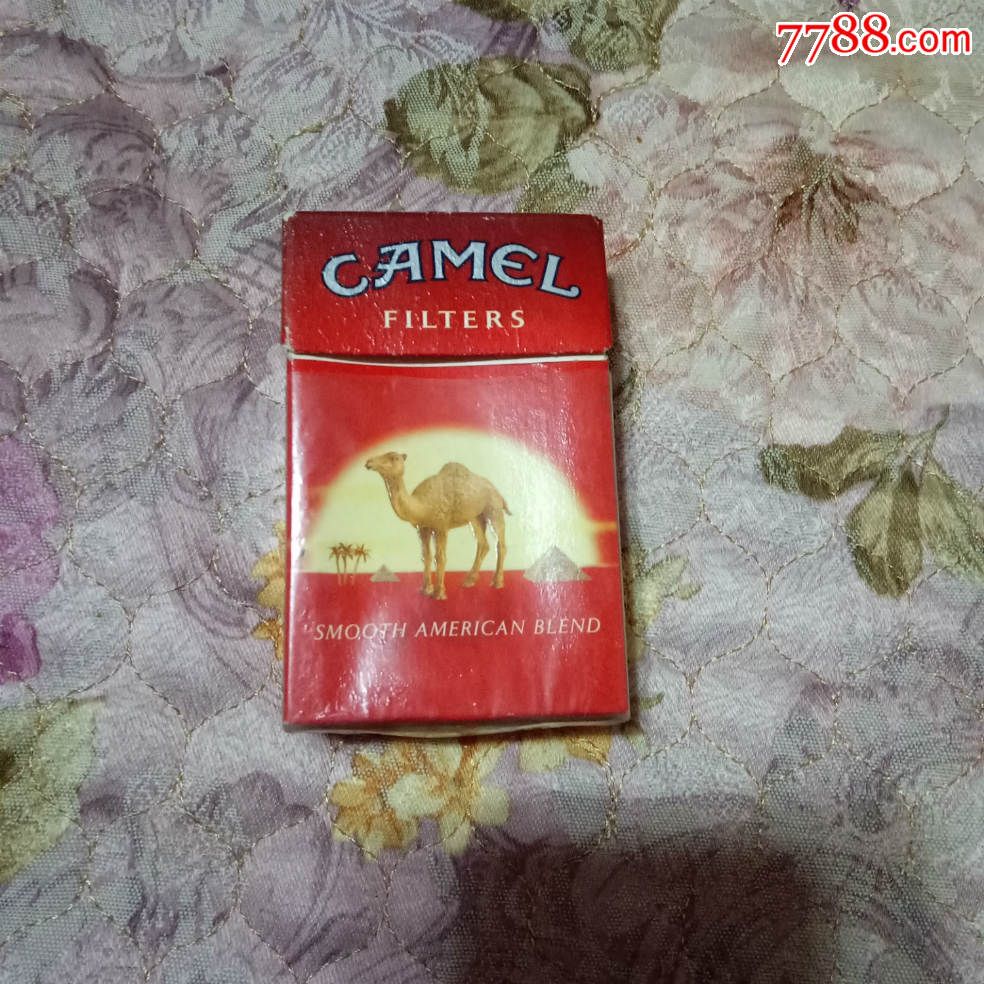 7788.com
CAMEL
FILTERS
SMOOTH AMERICAN BLEND